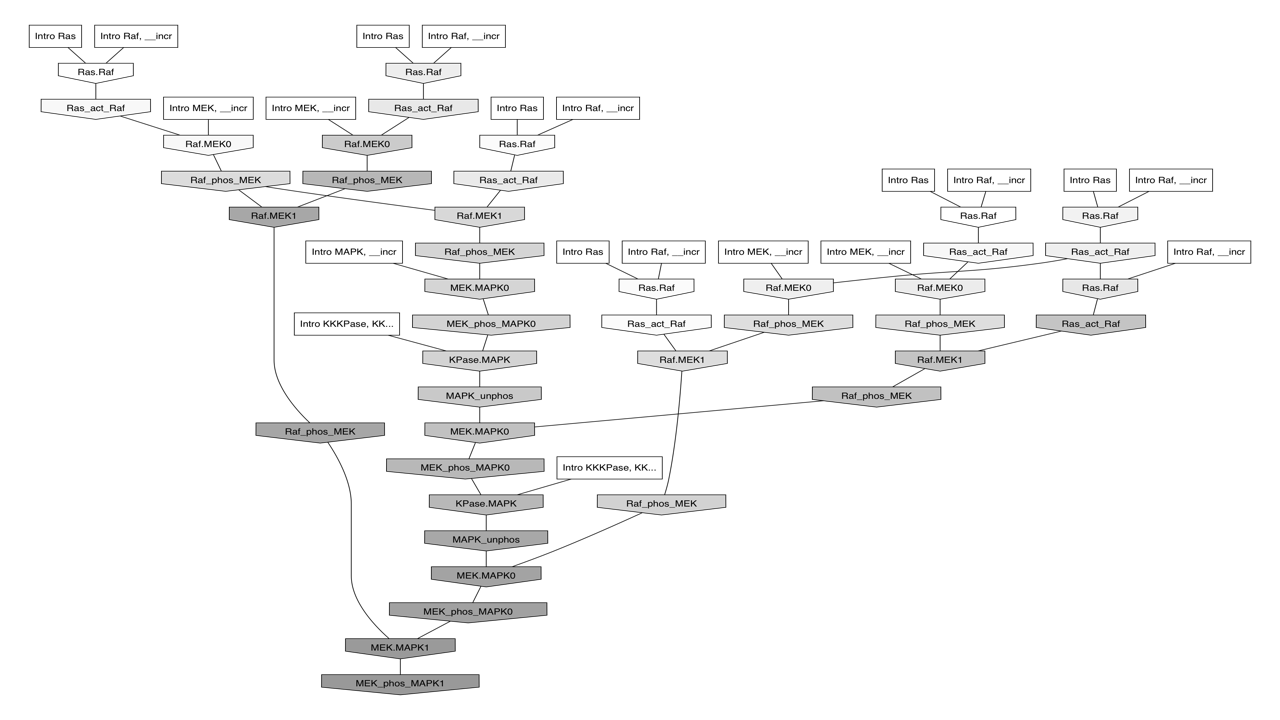 Intro Ras
Intro Raf, __incr
Intro Ras
Intro Raf, __incr
Ras.Raf
Ras.Raf
Ras_act_Raf
Intro MEK, __incr
Intro MEK, __incr
Ras_act_Raf
Intro Ras
Intro Raf, __incr
Raf.MEK0
Raf.MEK0
Ras.Raf
Raf_phos_MEK
Raf_phos_MEK
Ras_act_Raf
Intro Ras
Intro Raf, __incr
Intro Ras
Intro Raf, __incr
Raf.MEK1
Raf.MEK1
Ras.Raf
Ras.Raf
Intro MAPK, __incr
Raf_phos_MEK
Intro Ras
Intro Raf, __incr
Intro MEK, __incr
Intro MEK, __incr
Ras_act_Raf
Ras_act_Raf
Intro Raf, __incr
MEK.MAPK0
Ras.Raf
Raf.MEK0
Raf.MEK0
Ras.Raf
Intro KKKPase, KK...
MEK_phos_MAPK0
Ras_act_Raf
Raf_phos_MEK
Raf_phos_MEK
Ras_act_Raf
KPase.MAPK
Raf.MEK1
Raf.MEK1
MAPK_unphos
Raf_phos_MEK
Raf_phos_MEK
MEK.MAPK0
MEK_phos_MAPK0
Intro KKKPase, KK...
KPase.MAPK
Raf_phos_MEK
MAPK_unphos
MEK.MAPK0
MEK_phos_MAPK0
MEK.MAPK1
MEK_phos_MAPK1